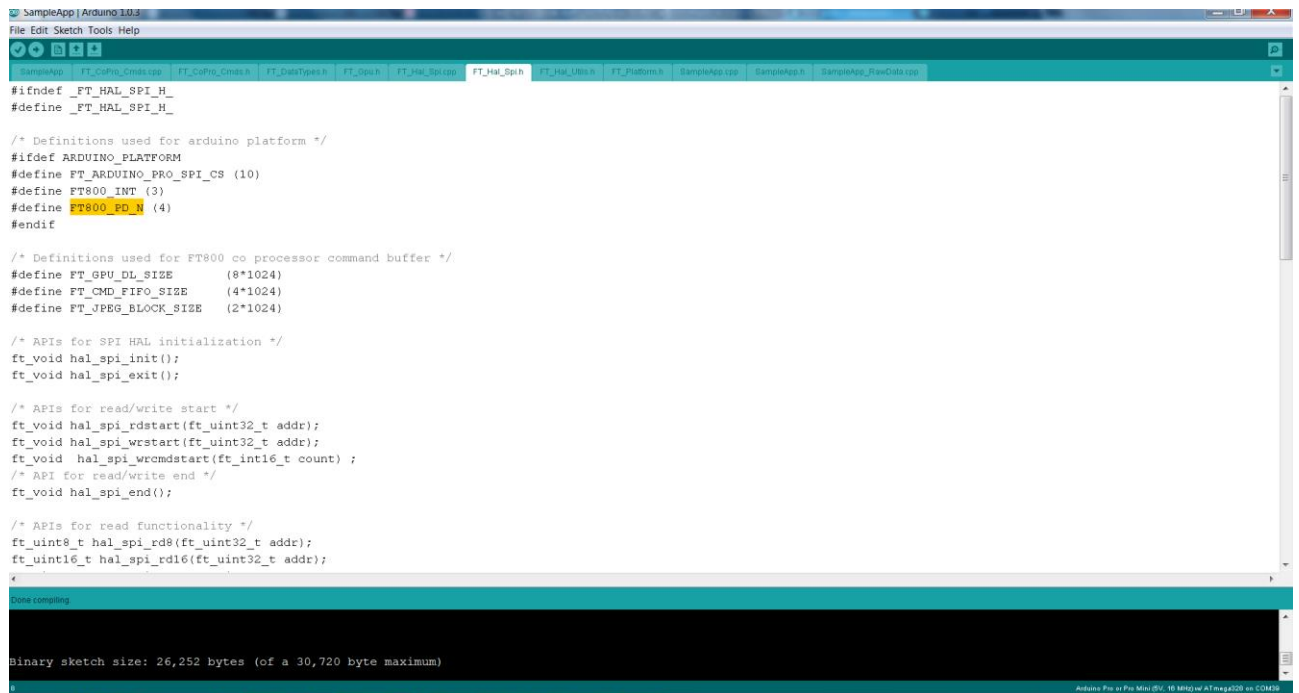 SampleApp | Arduino 1.0.3
File Edit Sketch Tools Help
SampleApp FT_CoPro_Cmds.cpp FT_CoPro_Cmds.h FT_DataTypes.h FT_Gpu.h FT_Hal_Spi.cpp FT_Hal_Spi.h FT_Hal_Utils.h FT_Platform.h SampleApp.cpp SampleApp.h SampleApp_RawData.cpp
#ifndef _FT_HAL_SPI_H_
#define _FT_HAL_SPI_H_
/* Definitions used for arduino platform */
#ifdef ARDUINO_PLATFORM
#define FT_ARDUINO_PRO_SPI_CS (10)
#define FT800_INT (3)
#define FT800_PD_N (4)
#endif
/* Definitions used for FT800 co processor command buffer */
#define FT_GPU_DL_SIZE (8*1024)
#define FT_CMD_FIFO_SIZE (4*1024)
#define FT_JPEG_BLOCK_SIZE (2*1024)
/* APIs for SPI HAL initialization */
ft_void hal_spi_init();
ft_void hal_spi_exit();
/* APIs for read/write start */
ft_void hal_spi_rdstart(ft_uint32_t addr);
ft_void hal_spi_wrstart(ft_uint32_t addr);
ft_void hal_spi_wrcmdstart(ft_int16_t count) ;
/* API for read/write end */
ft_void hal_spi_end();
/* APIs for read functionality */
ft_uint8_t hal_spi_rd8(ft_uint32_t addr);
ft_uint16_t hal_spi_rd16(ft_uint32_t addr);
Done compiling.
Binary sketch size: 26,252 bytes (of a 30,720 byte maximum)
8
Arduino Pro or Pro Mini (5V, 16 MHz) w/ ATmega328 on COM39